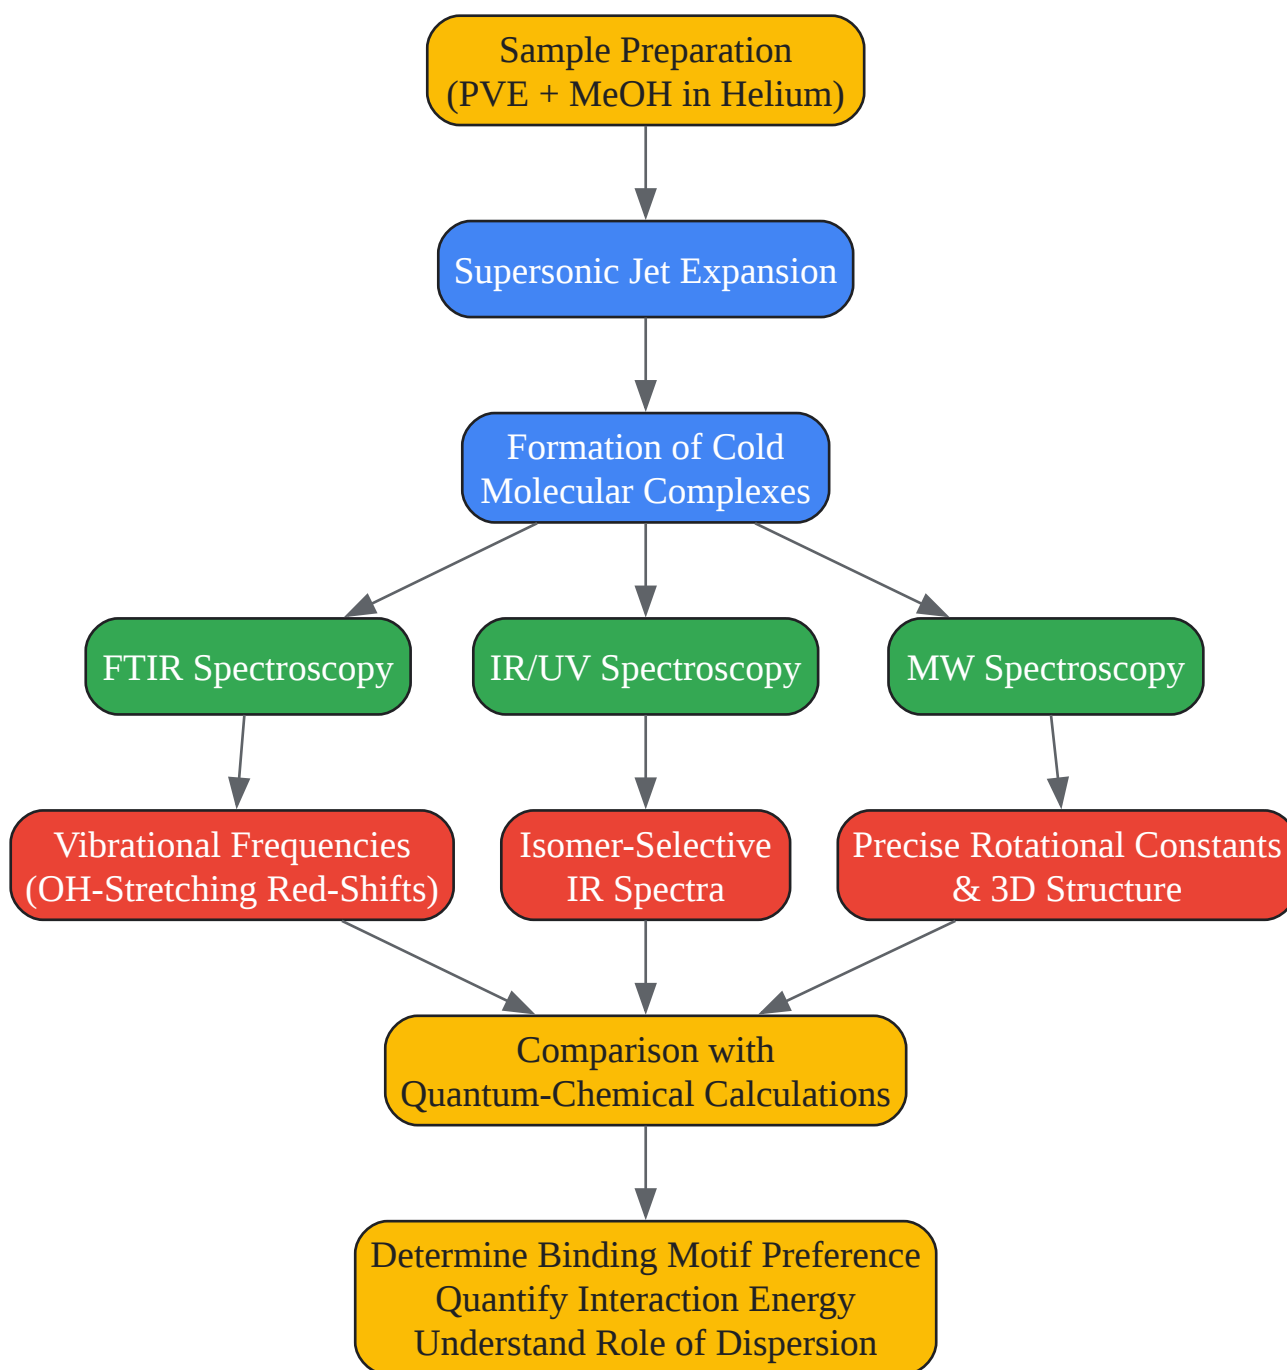 Sample Preparation
(PVE + MeOH in Helium)
Supersonic Jet Expansion
Formation of Cold
Molecular Complexes
FTIR Spectroscopy
IR/UV Spectroscopy
MW Spectroscopy
Vibrational Frequencies
(OH-Stretching Red-Shifts)
Isomer-Selective
IR Spectra
Precise Rotational Constants
& 3D Structure
Comparison with
Quantum-Chemical Calculations
Determine Binding Motif Preference
Quantify Interaction Energy
Understand Role of Dispersion